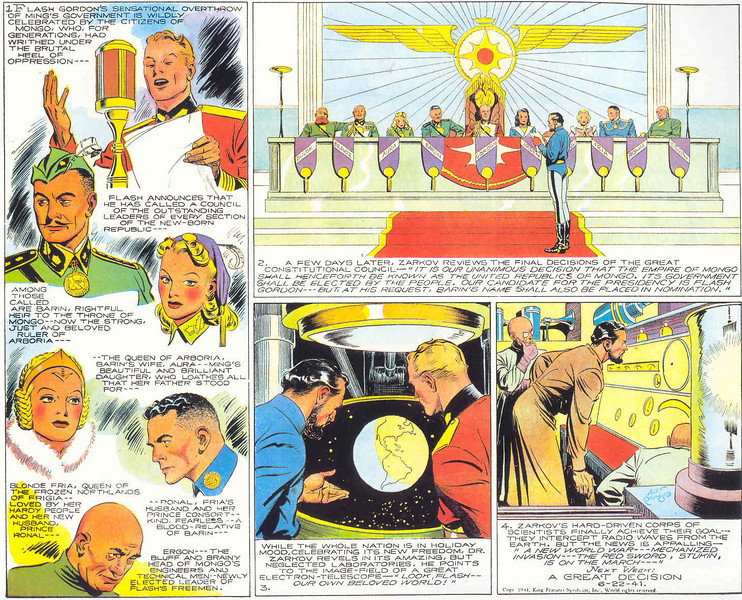 1. FLASH GORDON'S SENSATIONAL OVERTHROW
OF MING'S GOVERNMENT IS WILDLY
CELEBRATED BY THE CITIZENS OF
MONGO, WHO, FOR
GENERATIONS, HAD
WRITHED UNDER
THE BRUTAL
HEEL OF
OPPRESSION---
FLASH ANNOUNCES THAT
HE HAS CALLED A COUNCIL
OF THE OUTSTANDING
LEADERS OF EVERY SECTION
OF THE NEW-BORN
REPUBLIC---
AMONG
THOSE
CALLED
ARE BARIN, RIGHTFUL
HEIR TO THE THRONE OF
MONGO--NOW THE STRONG,
JUST AND BELOVED
RULER OF
ARBORIA---
--THE QUEEN OF ARBORIA,
BARIN'S WIFE, AURA--MING'S
BEAUTIFUL AND BRILLIANT
DAUGHTER, WHO LOATHES ALL
THAT HER FATHER STOOD
FOR---
BLONDE FRIA, QUEEN OF
THE FROZEN NORTHLANDS
OF FRIGIA--
LOVED BY HER
HARDY PEOPLE
AND HER NEW
HUSBAND,
PRINCE
RONAL---
--RONAL, FRIA'S
HUSBAND AND HER
PRINCE CONSORT--
KIND, FEARLESS--A
BLOOD-RELATIVE
OF BARIN--
ERGON--THE
BLUFF AND BRAINY
HEAD OF MONGO'S
ENGINEERS AND
TECHNICAL MEN--NEWLY
ELECTED LEADER OF
FLASH'S FREEMEN.
2. A FEW DAYS LATER, ZARKOV REVIEWS THE FINAL DECISIONS OF THE GREAT
CONSTITUTIONAL COUNCIL--"IT IS OUR UNANIMOUS DECISION THAT THE EMPIRE OF MONGO
SHALL HENCEFORTH BE KNOWN AS THE UNITED REPUBLICS OF MONGO. ITS GOVERNMENT
SHALL BE ELECTED BY THE PEOPLE. OUR CANDIDATE FOR THE PRESIDENCY IS FLASH
GORDON---BUT AT HIS REQUEST, BARIN'S NAME SHALL ALSO BE PLACED IN NOMINATION."
WHILE THE WHOLE NATION IS IN HOLIDAY
MOOD, CELEBRATING ITS NEW FREEDOM, DR.
ZARKOV REVELS IN ITS AMAZING, BUT
NEGLECTED LABORATORIES. HE POINTS
TO THE IMAGE-FIELD OF A GREAT
ELECTRON-TELESCOPE--"LOOK, FLASH--
OUR OWN BELOVED WORLD!"
3.
4. ZARKOV'S HARD-DRIVEN CORPS OF
SCIENTISTS FINALLY ACHIEVE THEIR GOAL--
THEY INTERCEPT RADIO WAVES FROM THE
EARTH. BUT THE NEWS IS APPALLING--
"A NEW WORLD WAR---MECHANIZED
INVASION---THE RED SWORD, STUKIN,
IS ON THE MARCH---"
NEXT WEEK:
A GREAT DECISION
6-22-41.
Copr. 1941, King Features Syndicate, Inc., World rights reserved.